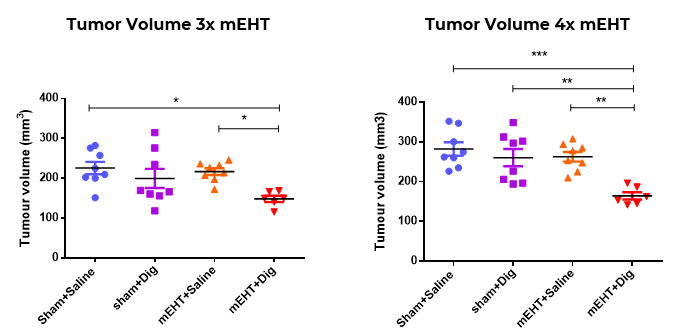 Tumor Volume 3x mEHT
*
*
Tumour volume (mm³)
400
300
200
100
0
Sham+Saline
sham+Dig
mEHT+Saline
mEHT+Dig
Tumor Volume 4x mEHT
***
**
**
Tumour volume (mm3)
400
300
200
100
0
Sham+Saline
sham+Dig
mEHT+Saline
mEHT+Dig